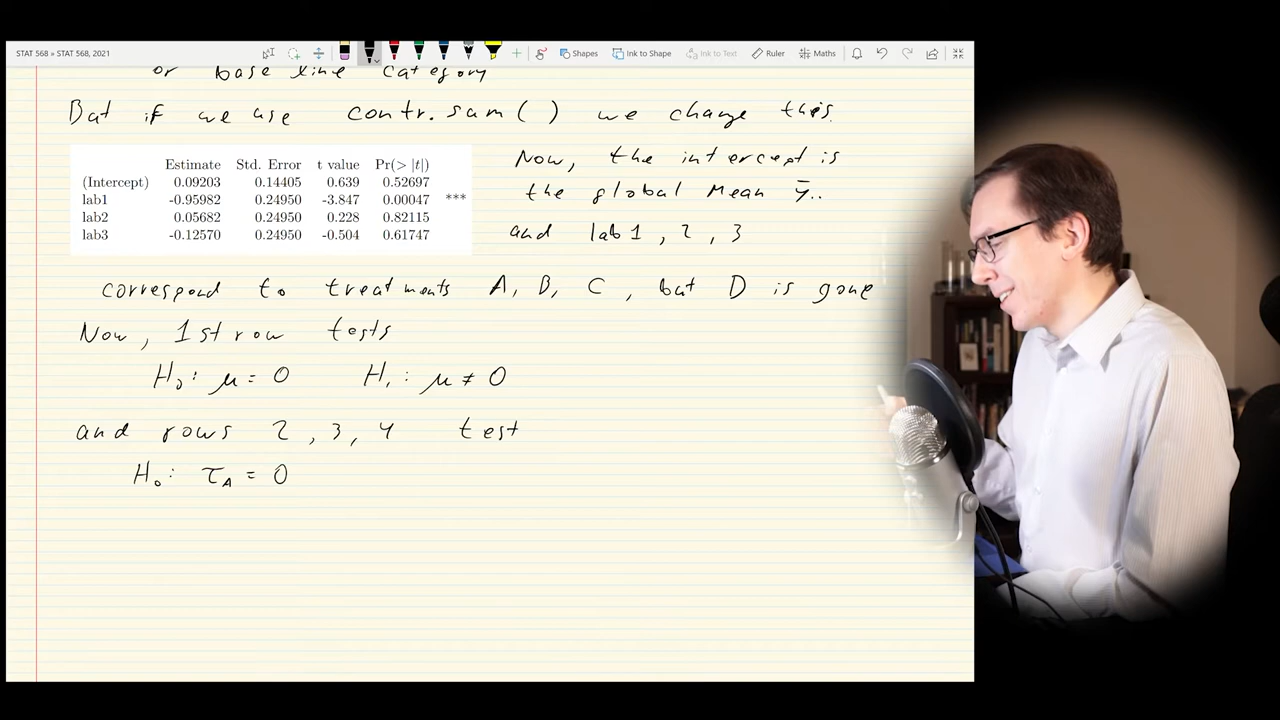 STAT 568 » STAT 568, 2021
Shapes Ink to Shape Ink to Text Ruler Maths
or base line category
But if we use contr.sum( ) we change this.
Estimate Std. Error t value Pr(> |t|)
(Intercept) 0.09203 0.14405 0.639 0.52697
lab1 -0.95982 0.24950 -3.847 0.00047 ***
lab2 0.05682 0.24950 0.228 0.82115
lab3 -0.12570 0.24950 -0.504 0.61747
Now, the intercept is
the global Mean ȳ..
and lab 1, 2, 3
correspond to treatments A, B, C, but D is gone
Now, 1st row tests
H₀: μ = 0 H₁: μ ≠ 0
and rows 2, 3, 4 test
H₀: τ_A = 0